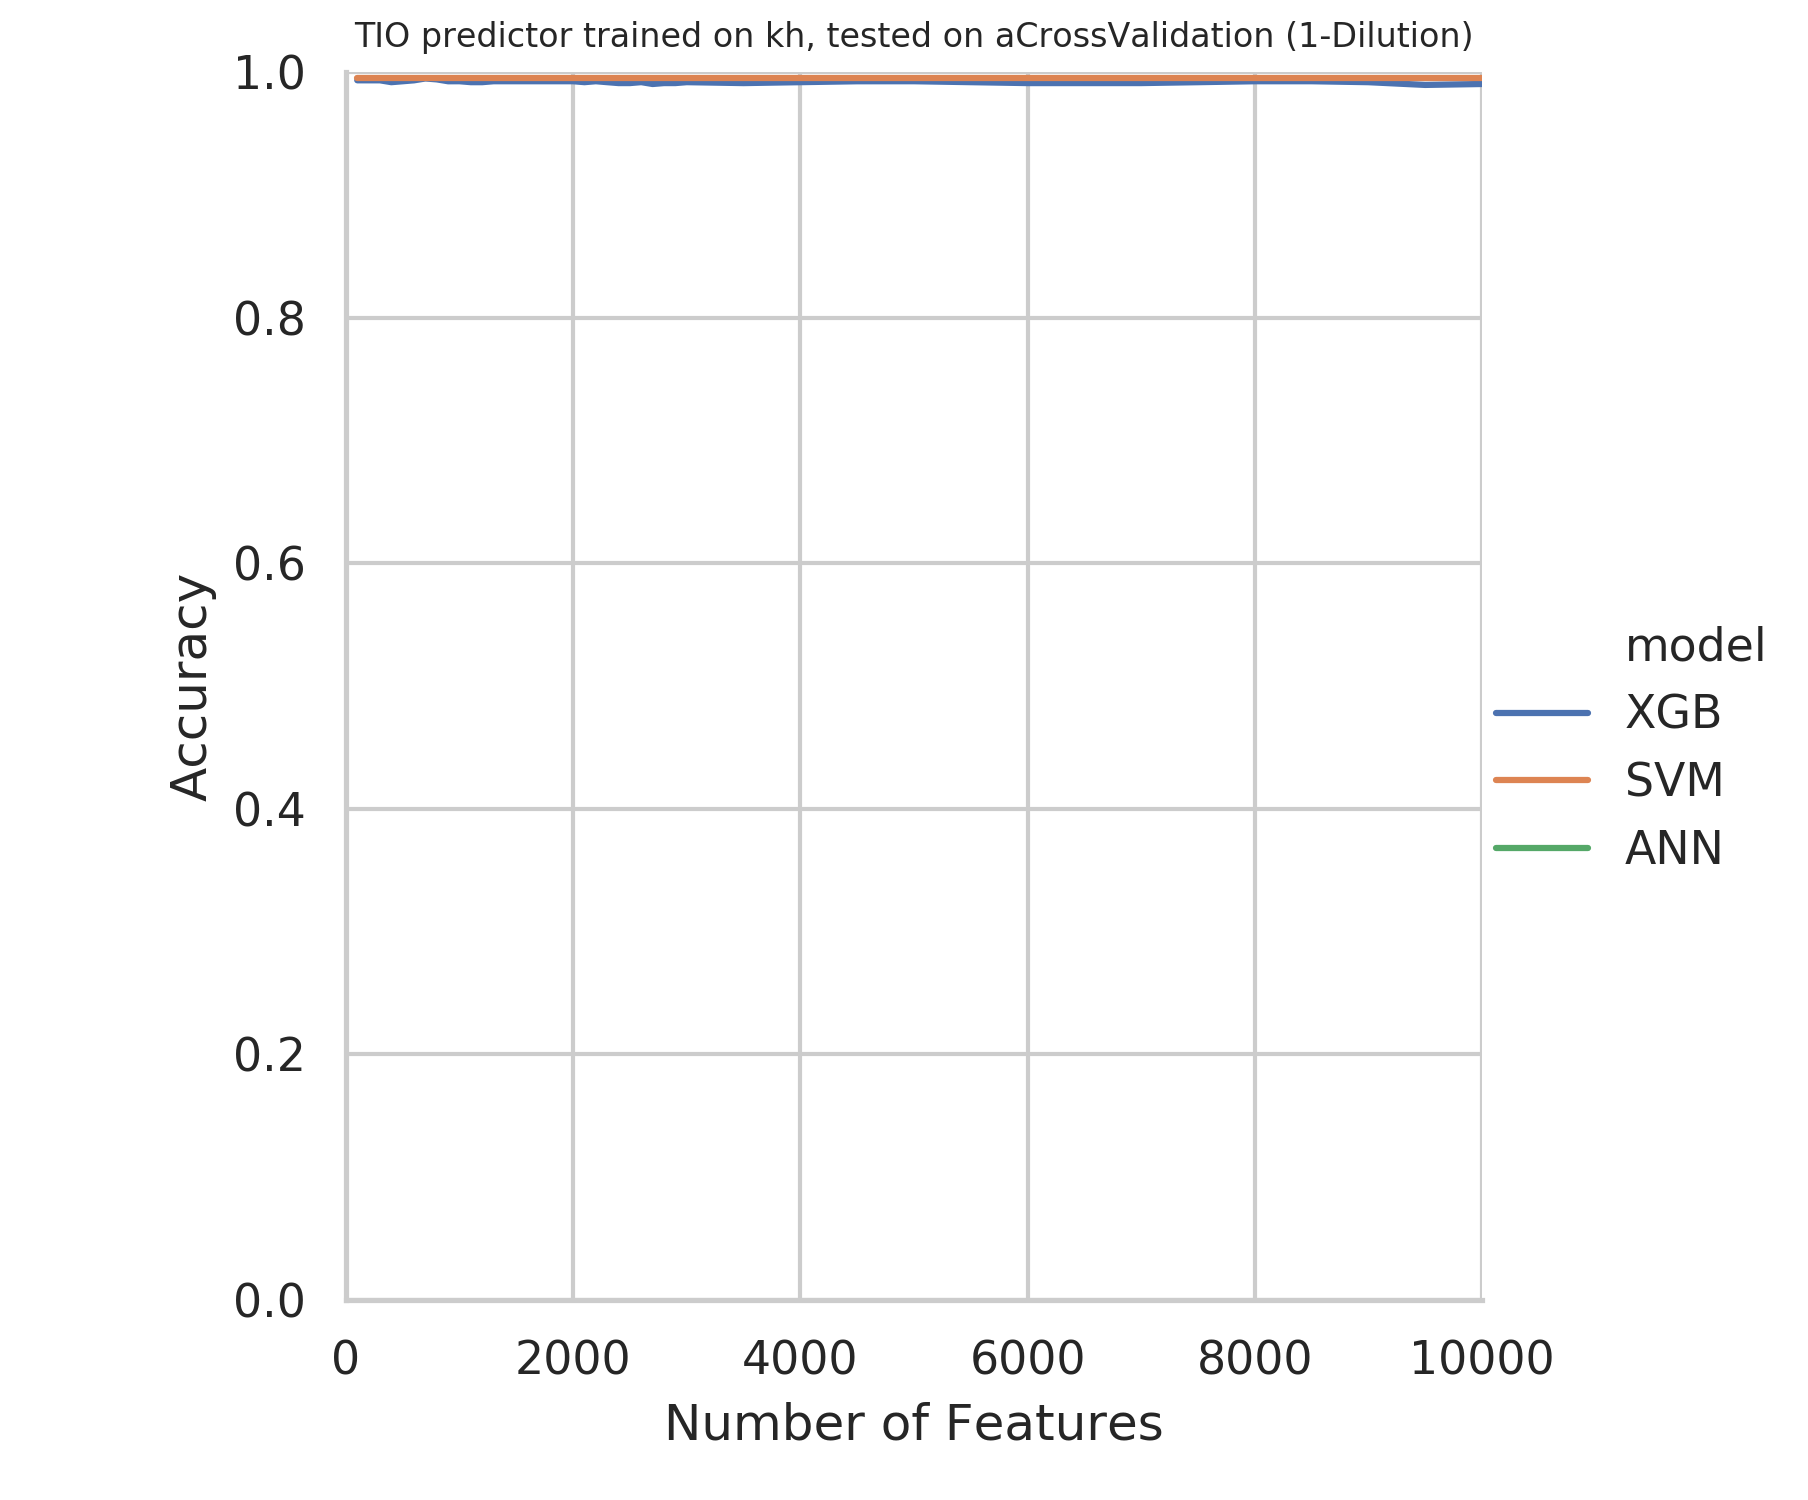 TIO predictor trained on kh, tested on aCrossValidation (1-Dilution)
1.0
0.8
0.6
0.4
0.2
0.0
Accuracy
0 2000 4000 6000 8000 10000
Number of Features
model
XGB
SVM
ANN